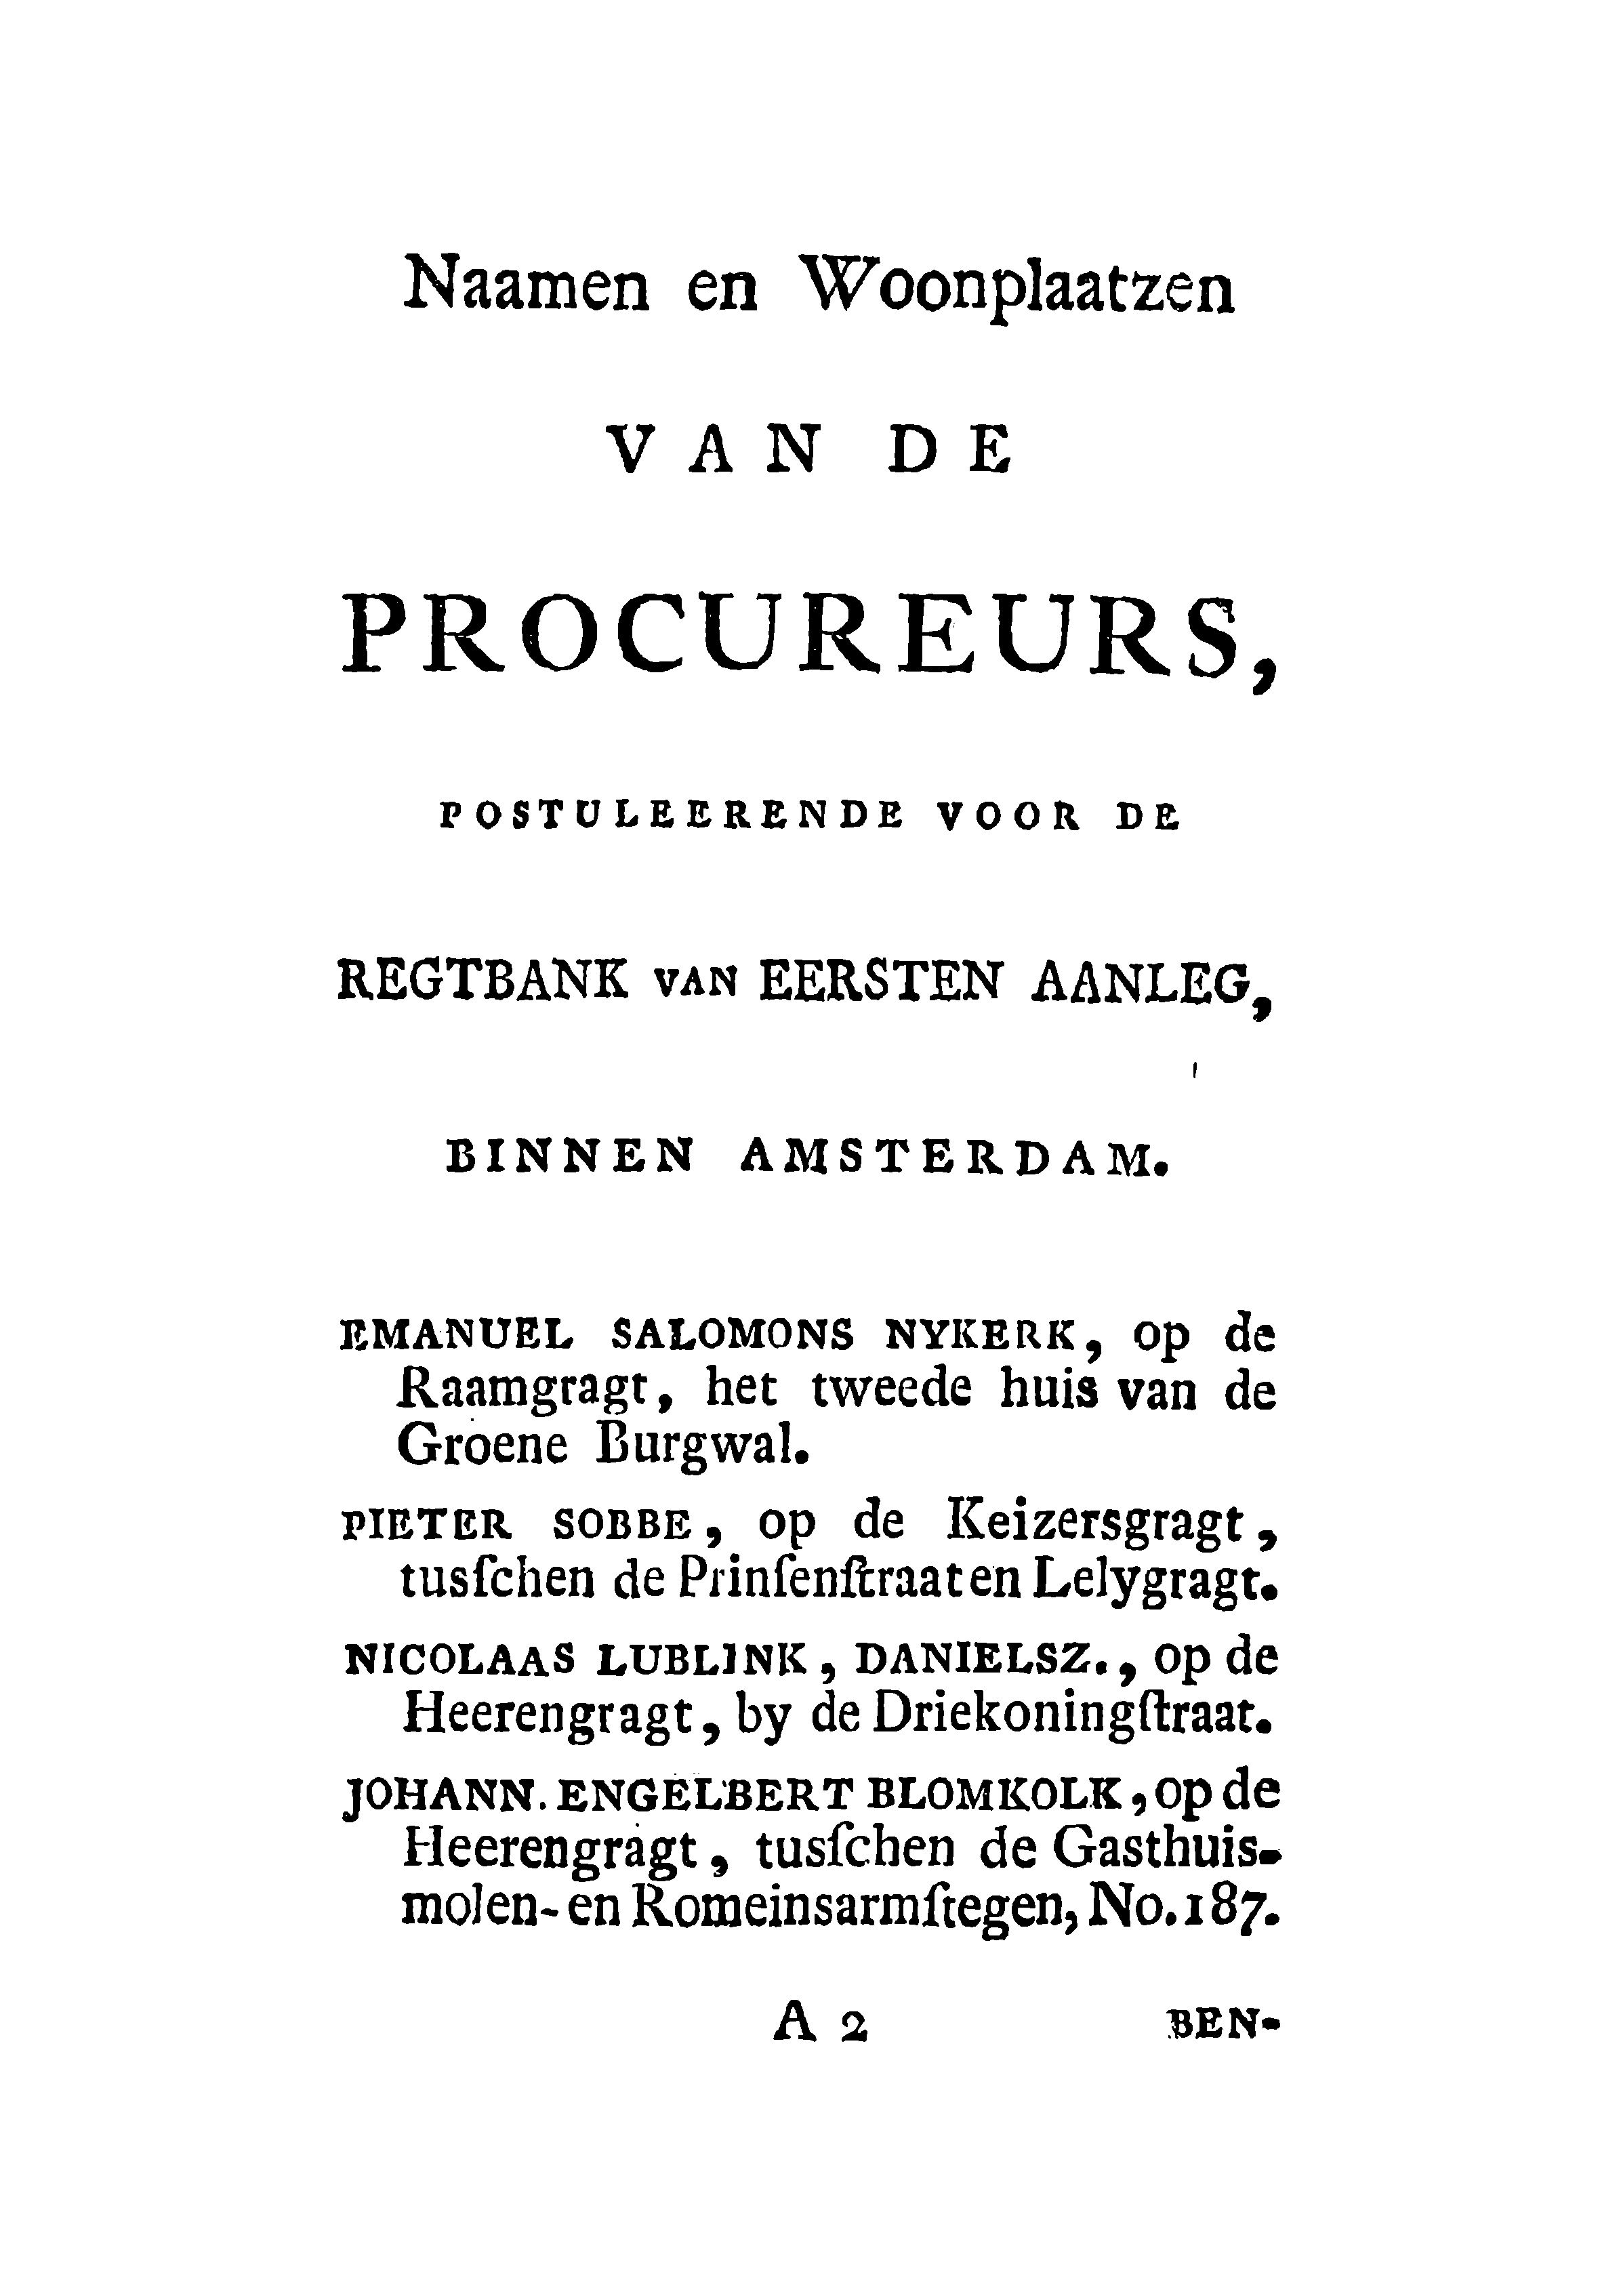 Naamen en Woonplaatzen
VAN DE
PROCUREURS,
POSTULEERENDE VOOR DE
REGTBANK VAN EERSTEN AANLEG,
BINNEN AMSTERDAM.
EMANUEL SALOMONS NYKERK, op de
Raamgragt, het tweede huis van de
Groene Burgwal.
PIETER SOBBE, op de Keizersgragt,
tusſchen de Prinſenſtraat en Lelygragt.
NICOLAAS LUBLINK, DANIELSZ., op de
Heerengragt, by de Driekoningſtraat.
JOHANN. ENGELBERT BLOMKOLK, op de
Heerengragt, tusſchen de Gasthuis-
molen- en Romeinsarmſtegen, No. 187.
A 2 BEN-